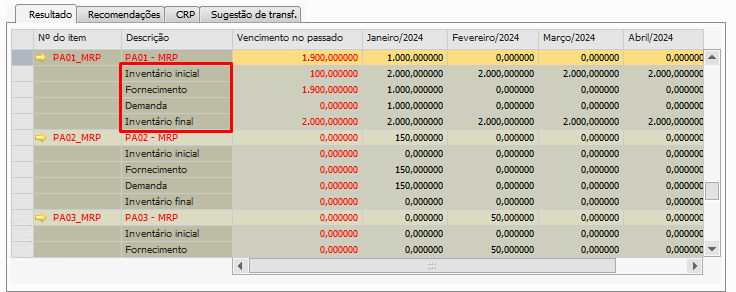 Resultado Recomendações CRP Sugestão de transf.
Nº do item Descrição Vencimento no passado Janeiro/2024 Fevereiro/2024 Março/2024 Abril/2024
PA01_MRP PA01 - MRP 1.900,000000 1.000,000000 0,000000 0,000000 0,000000
Inventário inicial 100,000000 2.000,000000 2.000,000000 2.000,000000 2.000,000000
Fornecimento 1.900,000000 1.000,000000 0,000000 0,000000 0,000000
Demanda 0,000000 1.000,000000 0,000000 0,000000 0,000000
Inventário final 2.000,000000 2.000,000000 2.000,000000 2.000,000000 2.000,000000
PA02_MRP PA02 - MRP 0,000000 150,000000 0,000000 0,000000 0,000000
Inventário inicial 0,000000 0,000000 0,000000 0,000000 0,000000
Fornecimento 0,000000 150,000000 0,000000 0,000000 0,000000
Demanda 0,000000 150,000000 0,000000 0,000000 0,000000
Inventário final 0,000000 0,000000 0,000000 0,000000 0,000000
PA03_MRP PA03 - MRP 0,000000 0,000000 50,000000 0,000000 0,000000
Inventário inicial 0,000000 0,000000 0,000000 0,000000 0,000000
Fornecimento 0,000000 0,000000 50,000000 0,000000 0,000000